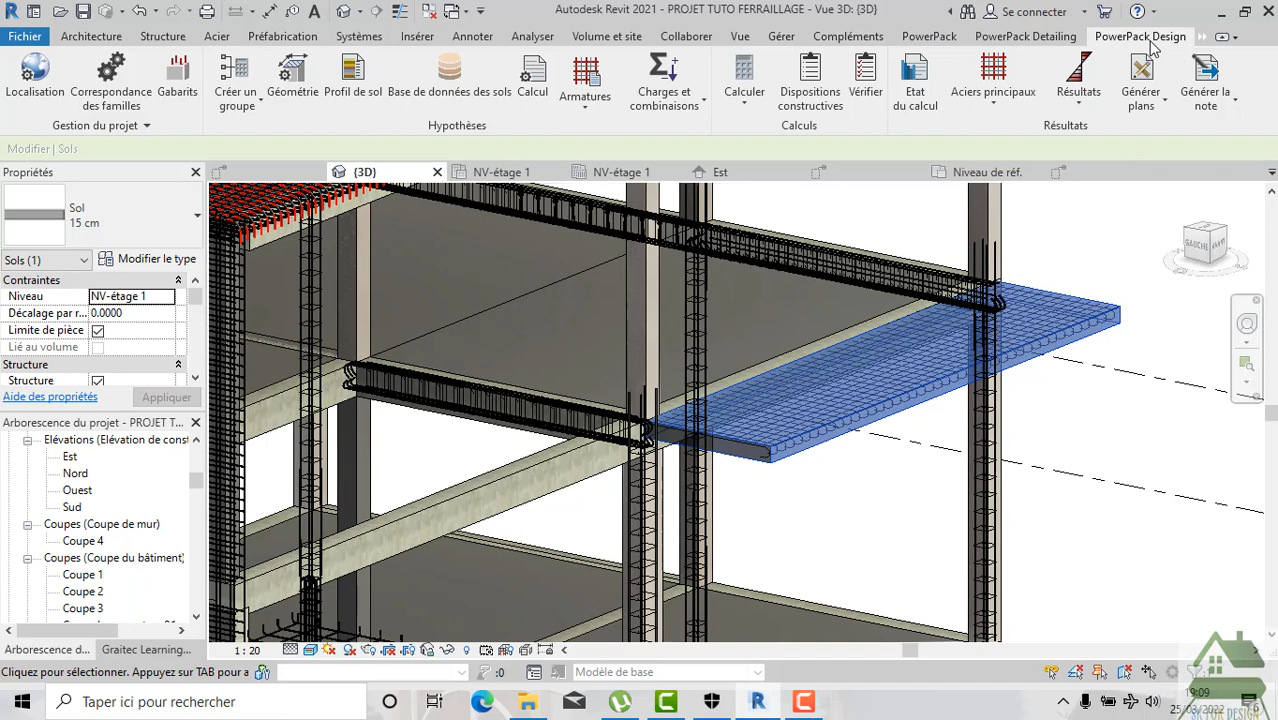 Autodesk Revit 2021 - PROJET TUTO FERRAILLAGE - Vue 3D: {3D}
Se connecter
Fichier Architecture Structure Acier Préfabrication Systèmes Insérer Annoter Analyser Volume et site Collaborer Vue Gérer Compléments PowerPack PowerPack Detailing PowerPack Design
Localisation Correspondance des familles Gabarits Créer un groupe Géométrie Profil de sol Base de données des sols Calcul Armatures Charges et combinaisons Calculer Dispositions constructives Vérifier Etat du calcul Aciers principaux Résultats Générer plans Générer la note
Gestion du projet Hypothèses Calculs Résultats
Modifier | Sols
Propriétés
{3D} NV-étage 1 NV-étage 1 Est Niveau de réf.
Sol
15 cm
Sols (1) Modifier le type
Contraintes
Niveau NV-étage 1
Décalage par r... 0.0000
Limite de pièce
Lié au volume
Structure
Structure
Aide des propriétés Appliquer
Arborescence du projet - PROJET T...
Elévations (Elévation de const
Est
Nord
Ouest
Sud
Coupes (Coupe de mur)
Coupe 4
Coupes (Coupe du bâtiment)
Coupe 1
Coupe 2
Coupe 3
Arborescence d... Graitec Learning...
GAUCHE AVANT
1 : 20
Cliquez pour sélectionner. Appuyez sur TAB pour a
:0 Modèle de base
Taper ici pour rechercher
19:09
25/03/2022
6